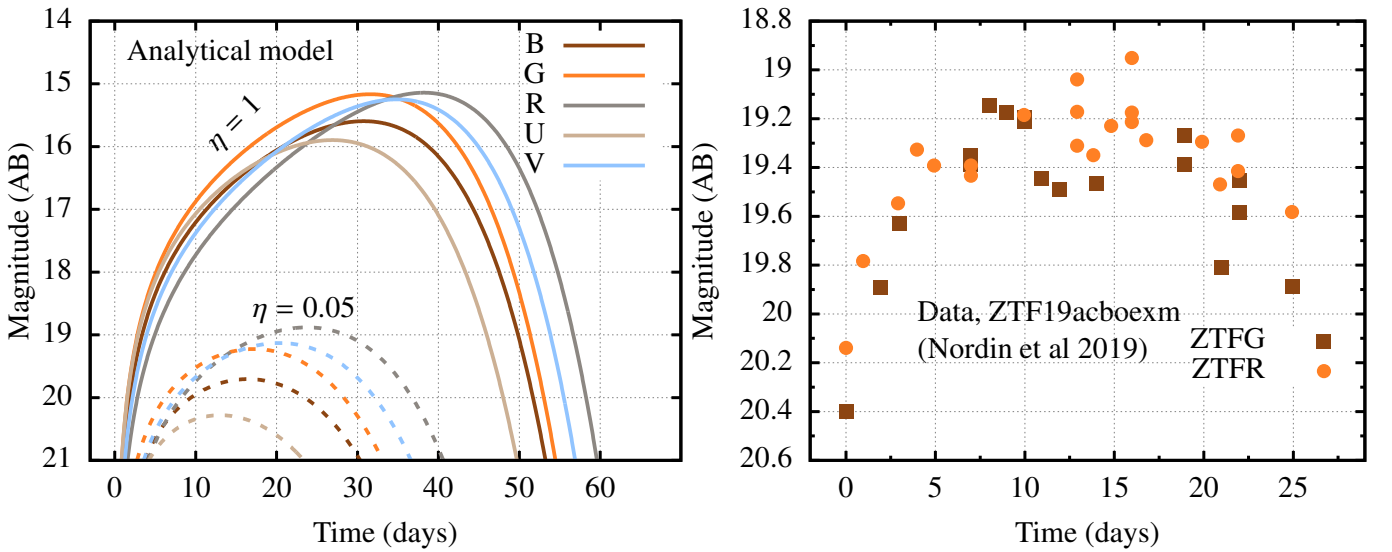 14
15
16
17
18
19
20
21
Magnitude (AB)
Analytical model
B
G
R
U
V
η = 1
η = 0.05
0 10 20 30 40 50 60
Time (days)
18.8
19
19.2
19.4
19.6
19.8
20
20.2
20.4
20.6
Magnitude (AB)
Data, ZTF19acboexm
(Nordin et al 2019)
ZTFG
ZTFR
0 5 10 15 20 25
Time (days)